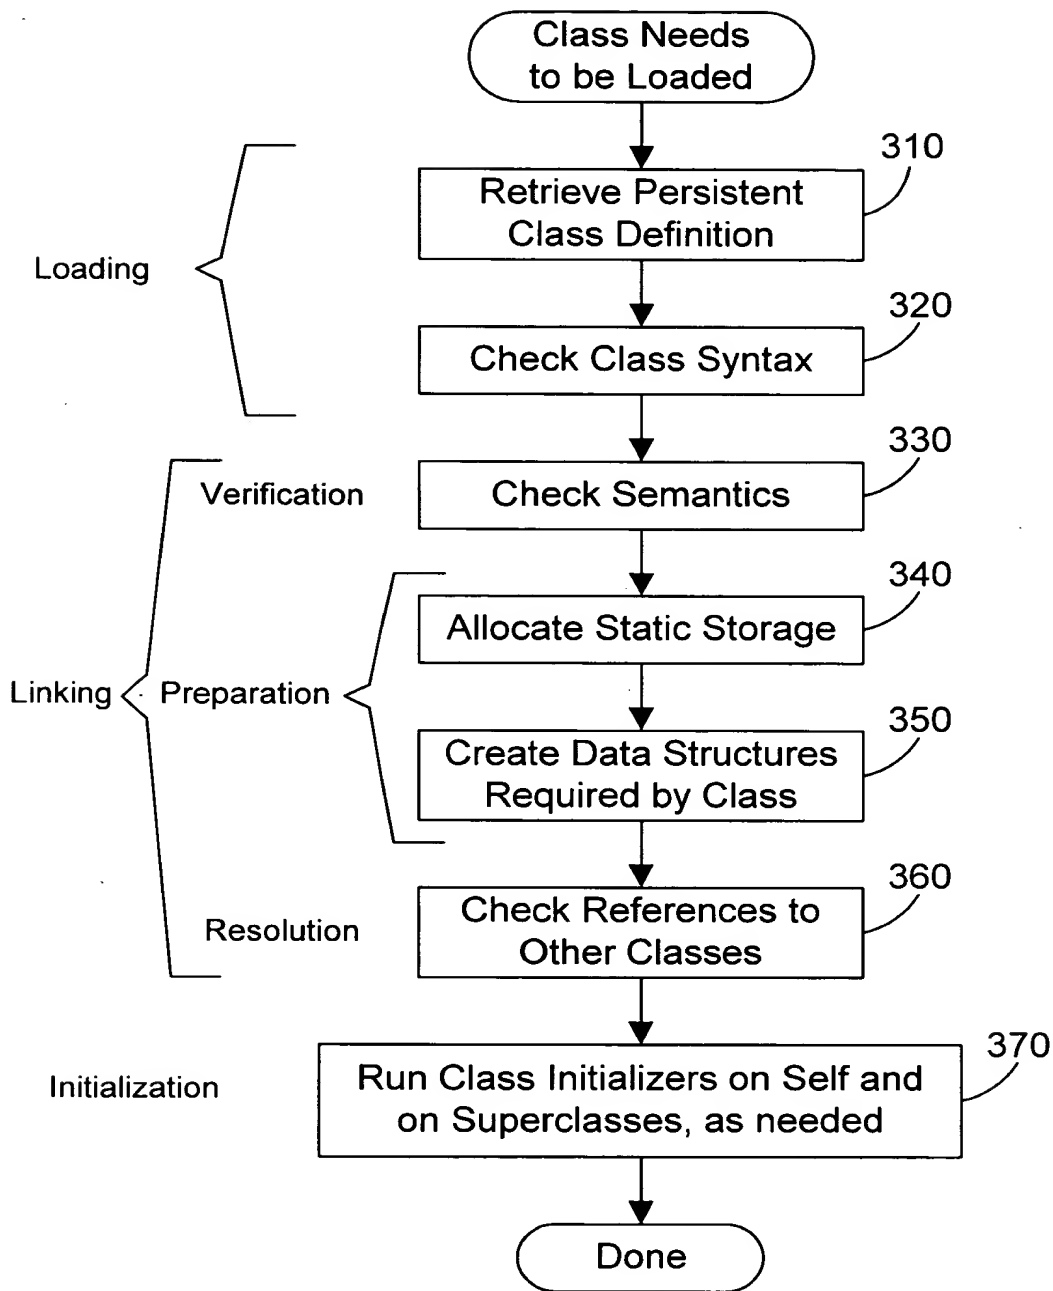 Class Needs
to be Loaded
310
Retrieve Persistent
Class Definition
Loading
320
Check Class Syntax
330
Verification
Check Semantics
340
Allocate Static Storage
Linking
Preparation
350
Create Data Structures
Required by Class
360
Check References to
Other Classes
Resolution
370
Initialization
Run Class Initializers on Self and
on Superclasses, as needed
Done